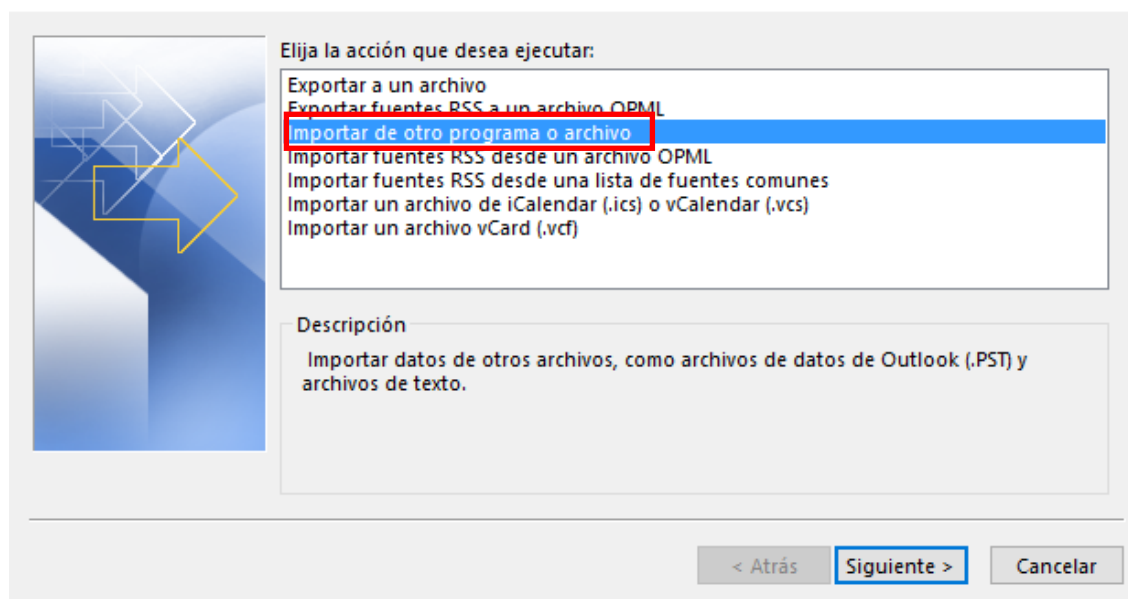 Elija la acción que desea ejecutar:
Exportar a un archivo
Exportar fuentes RSS a un archivo OPML
Importar de otro programa o archivo
Importar fuentes RSS desde un archivo OPML
Importar fuentes RSS desde una lista de fuentes comunes
Importar un archivo de iCalendar (.ics) o vCalendar (.vcs)
Importar un archivo vCard (.vcf)
Descripción
Importar datos de otros archivos, como archivos de datos de Outlook (.PST) y
archivos de texto.
< Atrás
Siguiente >
Cancelar